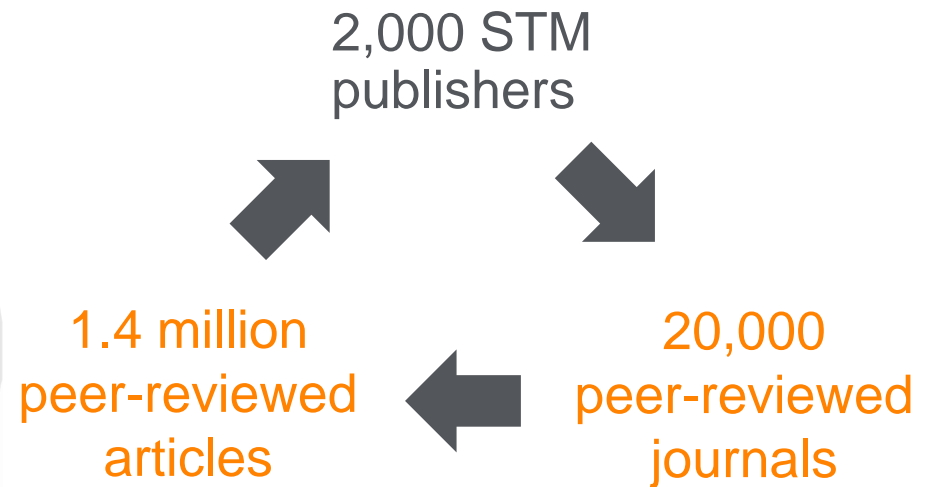 2,000 STM
publishers
1.4 million
peer-reviewed
articles
20,000
peer-reviewed
journals